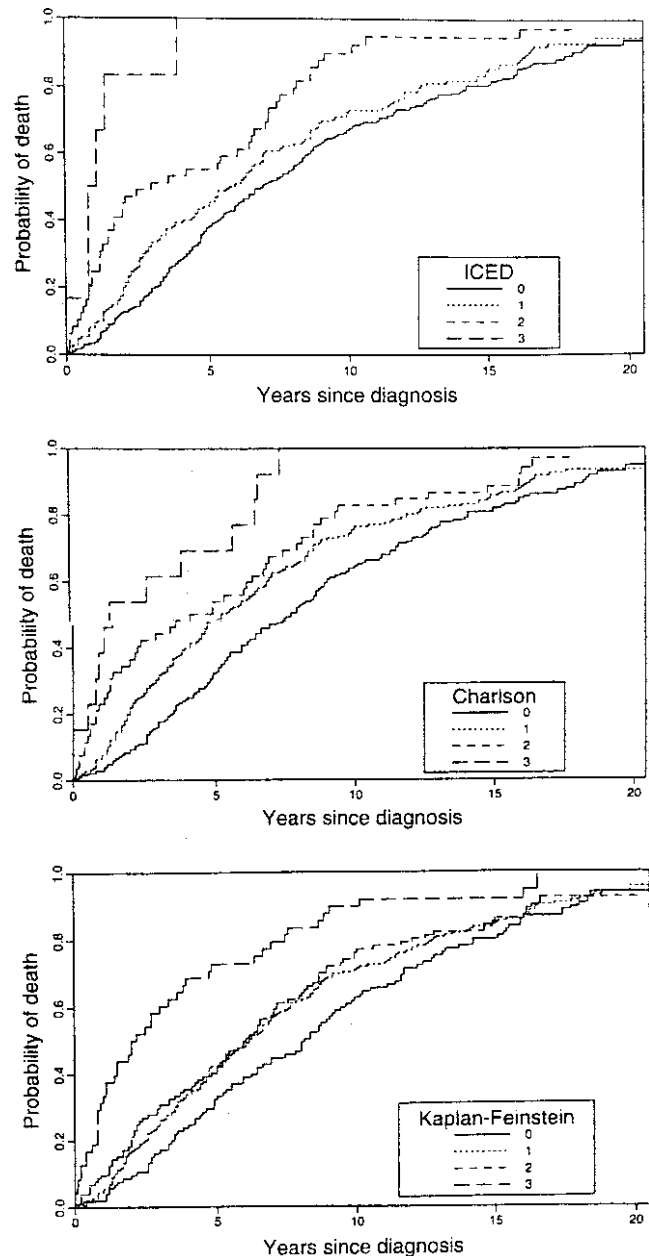 Probability of death
0.0 0.2 0.4 0.6 0.8 1.0
ICED
0
1
2
3
0 5 10 15 20
Years since diagnosis
Probability of death
0.0 0.2 0.4 0.6 0.8 1.0
Charlson
0
1
2
3
0 5 10 15 20
Years since diagnosis
Probability of death
0.0 0.2 0.4 0.6 0.8 1.0
Kaplan-Feinstein
0
1
2
3
0 5 10 15 20
Years since diagnosis